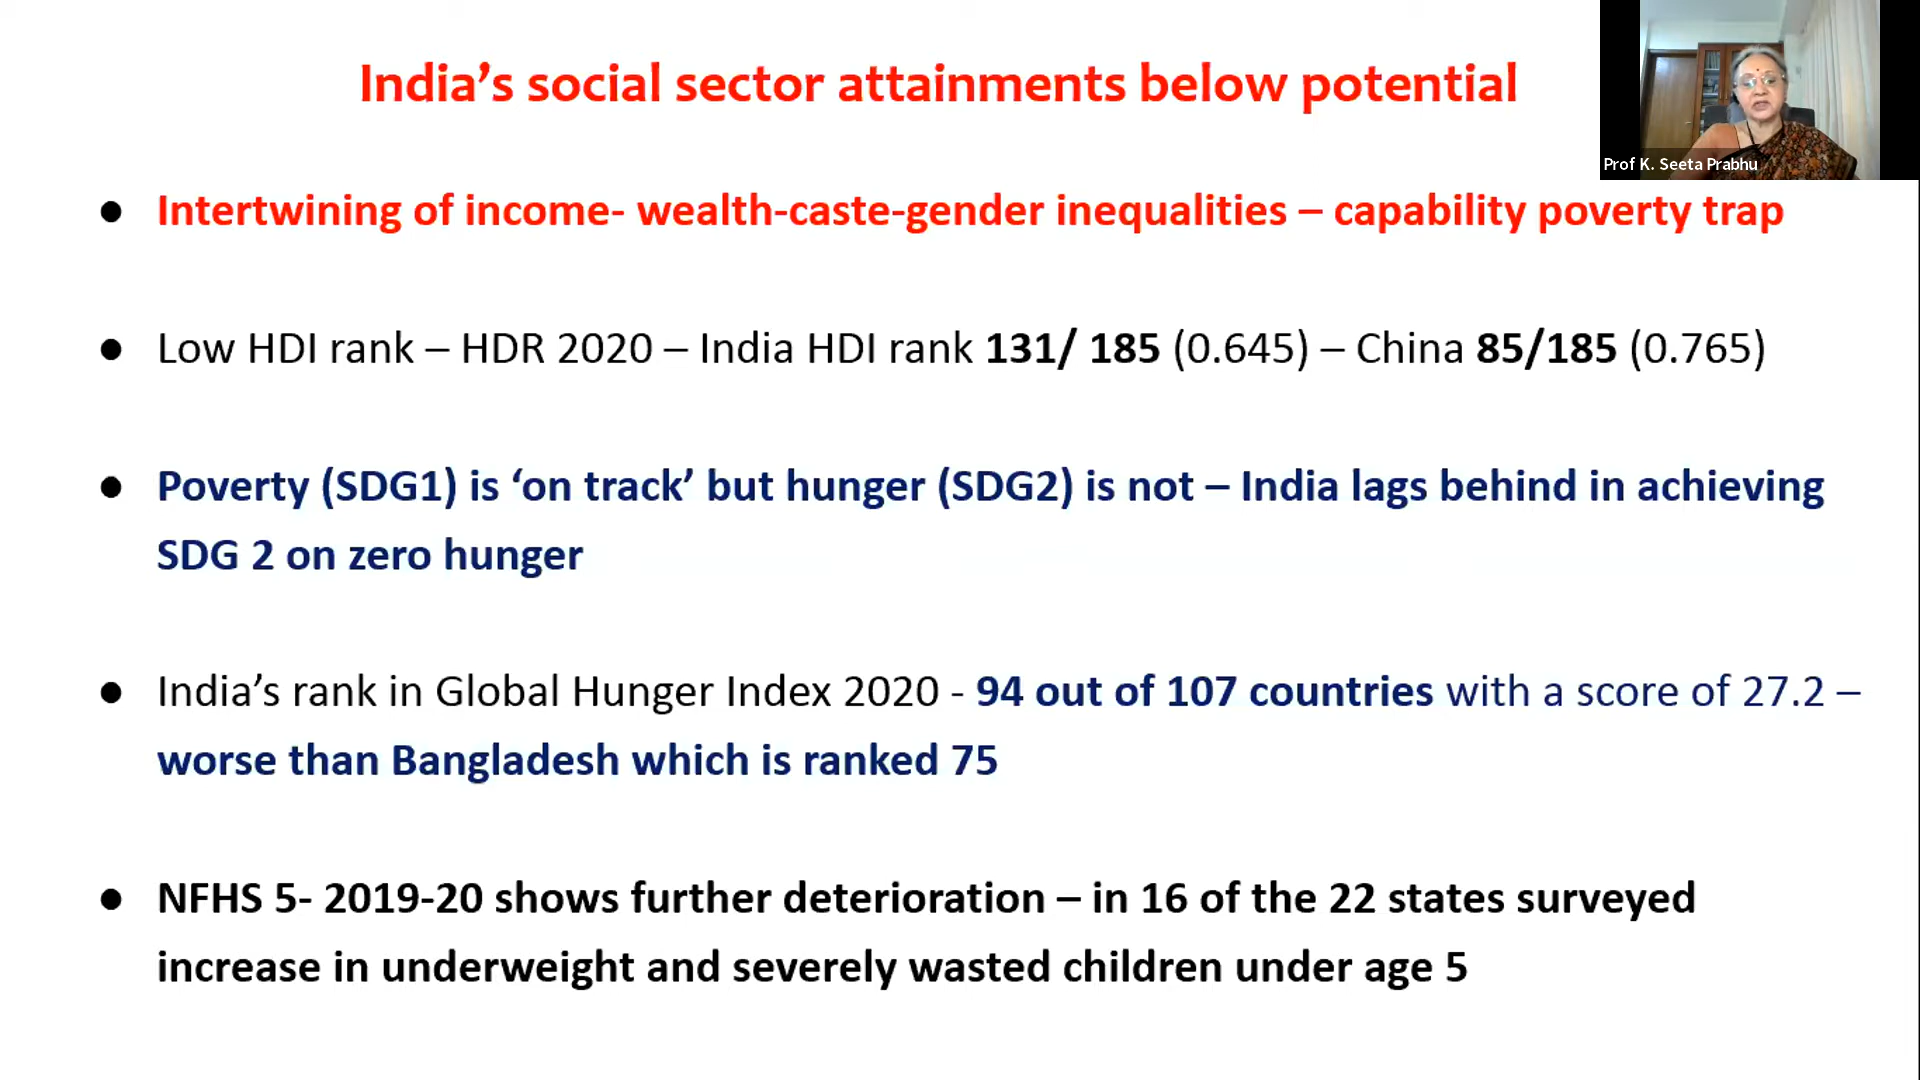 India’s social sector attainments below potential
Prof K. Seeta Prabhu
● Intertwining of income- wealth-caste-gender inequalities – capability poverty trap
● Low HDI rank – HDR 2020 – India HDI rank 131/ 185 (0.645) – China 85/185 (0.765)
● Poverty (SDG1) is ‘on track’ but hunger (SDG2) is not – India lags behind in achieving
SDG 2 on zero hunger
● India’s rank in Global Hunger Index 2020 - 94 out of 107 countries with a score of 27.2 –
worse than Bangladesh which is ranked 75
● NFHS 5- 2019-20 shows further deterioration – in 16 of the 22 states surveyed
increase in underweight and severely wasted children under age 5